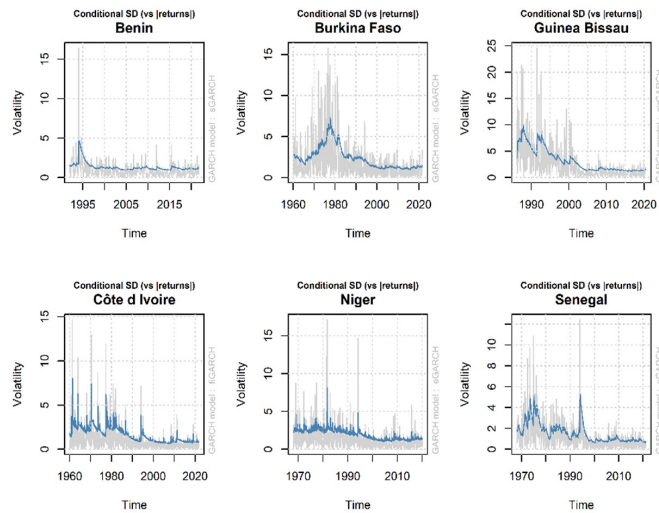 Conditional SD (vs |returns|)
Benin
Volatility
0 5 10 15
1995 2005 2015
Time
GARCH model : sGARCH
Conditional SD (vs |returns|)
Burkina Faso
Volatility
0 5 10 15
1960 1980 2000 2020
Time
GARCH model : sGARCH
Conditional SD (vs |returns|)
Guinea Bissau
Volatility
0 5 10 15 20 25
1990 2000 2010 2020
Time
GARCH model : sGARCH
Conditional SD (vs |returns|)
Côte d Ivoire
Volatility
0 5 10 15
1960 1980 2000 2020
Time
GARCH model : fiGARCH
Conditional SD (vs |returns|)
Niger
Volatility
0 5 10 15
1970 1990 2010
Time
GARCH model : sGARCH
Conditional SD (vs |returns|)
Senegal
Volatility
0 2 4 6 8 10 12
1970 1990 2010
Time
GARCH model : sGARCH